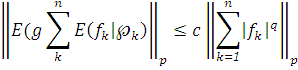 ‖E(g ∑_k^n E(f_k|℘_k)‖_p ≤ c ‖∑_{k=1}^n |f_k|^q‖_p